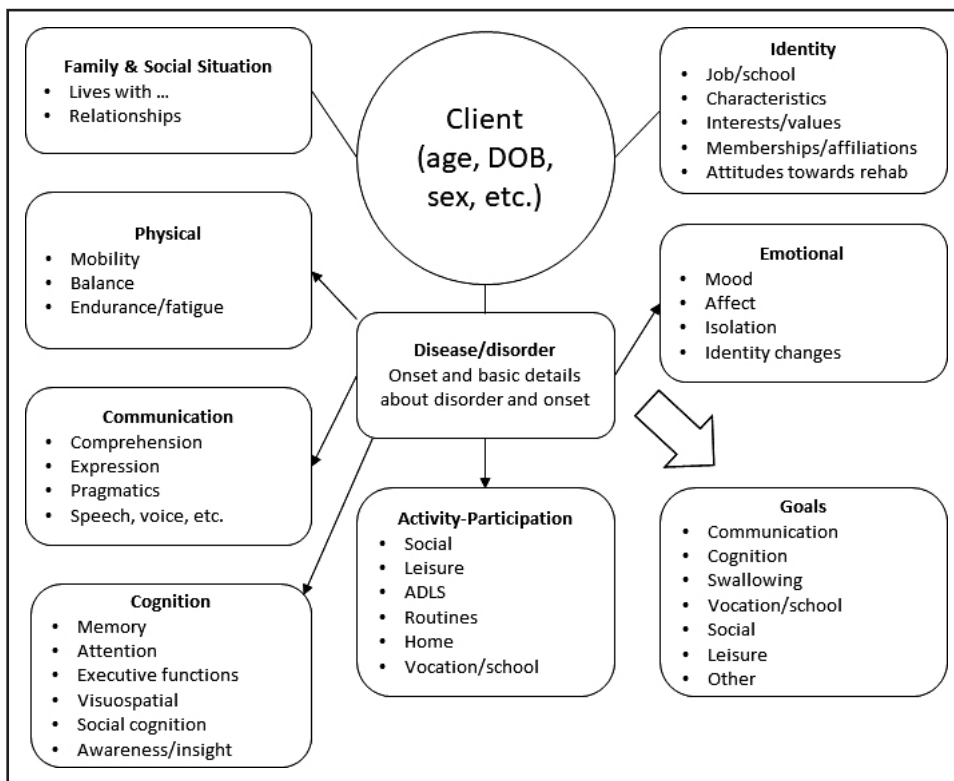 Family & Social Situation
• Lives with ...
• Relationships
Client
(age, DOB,
sex, etc.)
Identity
• Job/school
• Characteristics
• Interests/values
• Memberships/affiliations
• Attitudes towards rehab
Physical
• Mobility
• Balance
• Endurance/fatigue
Emotional
• Mood
• Affect
• Isolation
• Identity changes
Disease/disorder
Onset and basic details
about disorder and onset
Communication
• Comprehension
• Expression
• Pragmatics
• Speech, voice, etc.
Activity-Participation
• Social
• Leisure
• ADLS
• Routines
• Home
• Vocation/school
Goals
• Communication
• Cognition
• Swallowing
• Vocation/school
• Social
• Leisure
• Other
Cognition
• Memory
• Attention
• Executive functions
• Visuospatial
• Social cognition
• Awareness/insight